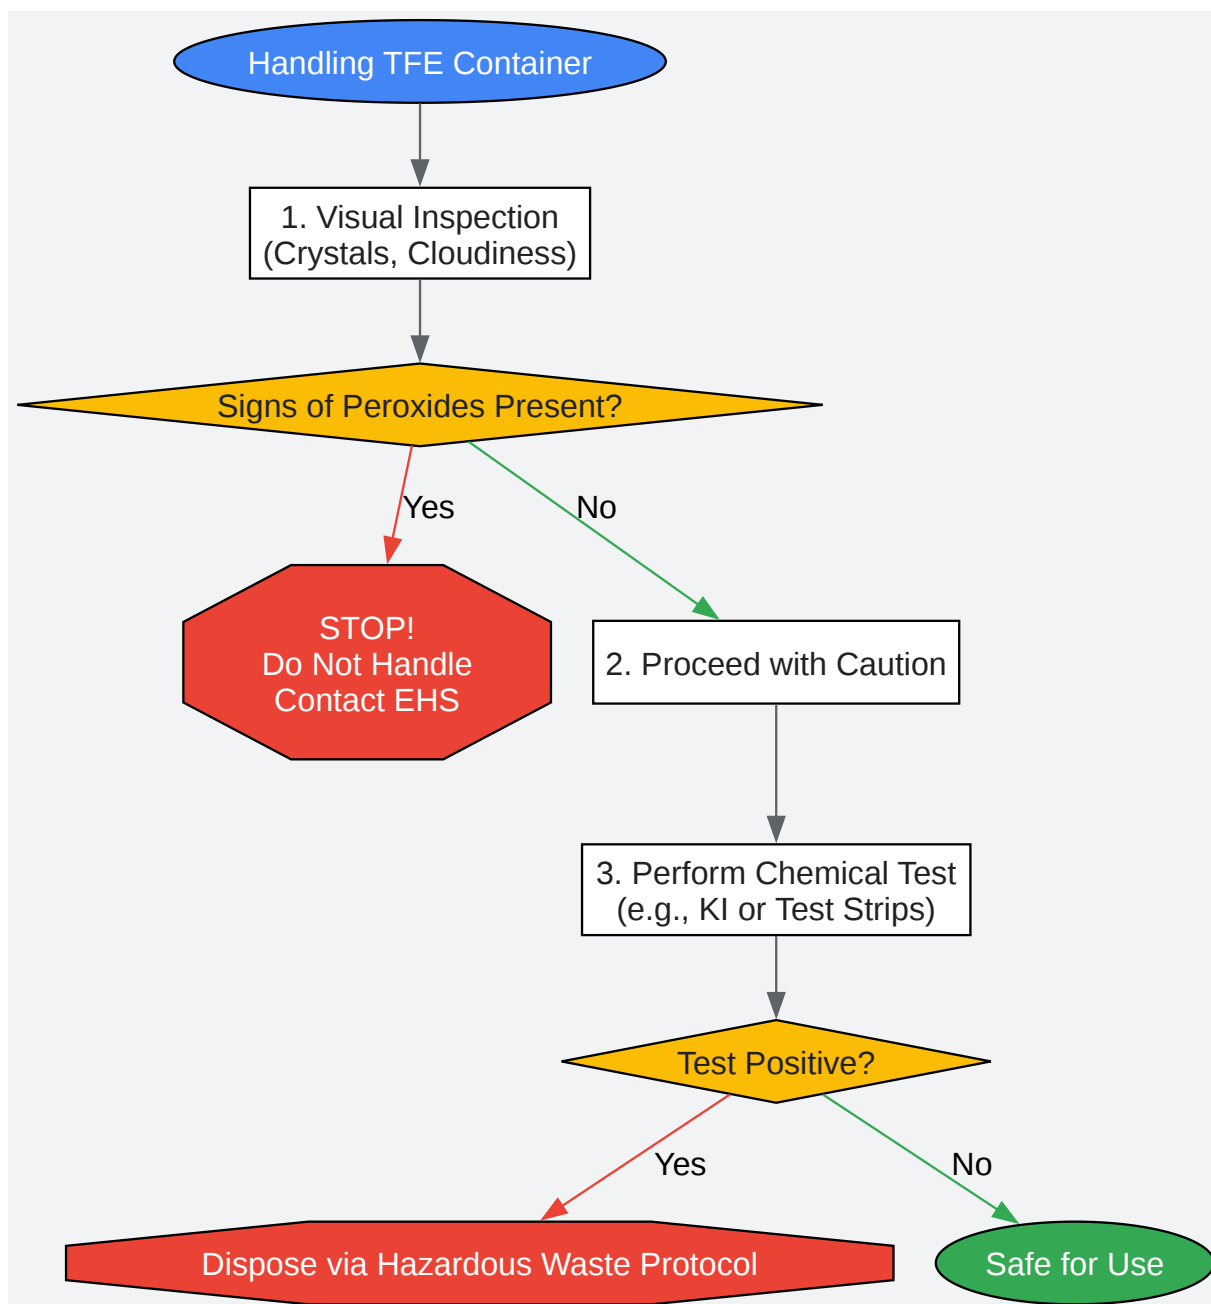 Handling TFE Container
1. Visual Inspection
(Crystals, Cloudiness)
Signs of Peroxides Present?
Yes
No
STOP!
Do Not Handle
Contact EHS
2. Proceed with Caution
3. Perform Chemical Test
(e.g., KI or Test Strips)
Test Positive?
Yes
No
Dispose via Hazardous Waste Protocol
Safe for Use